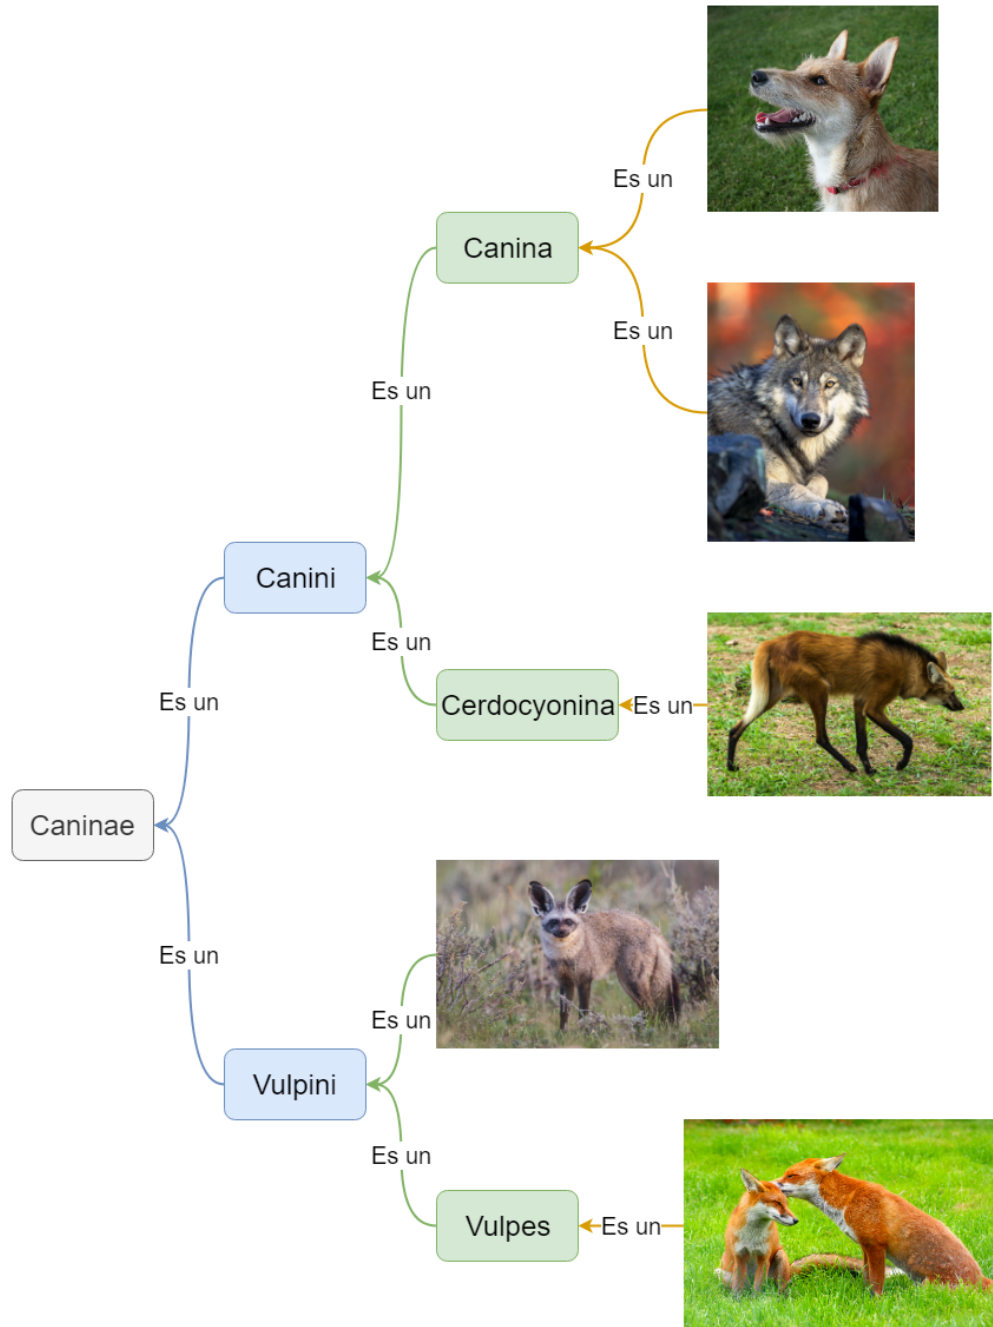 Es un
Canina
Es un
Es un
Canini
Es un
Cerdocyonina
Es un
Es un
Caninae
Es un
Es un
Vulpini
Es un
Vulpes
Es un